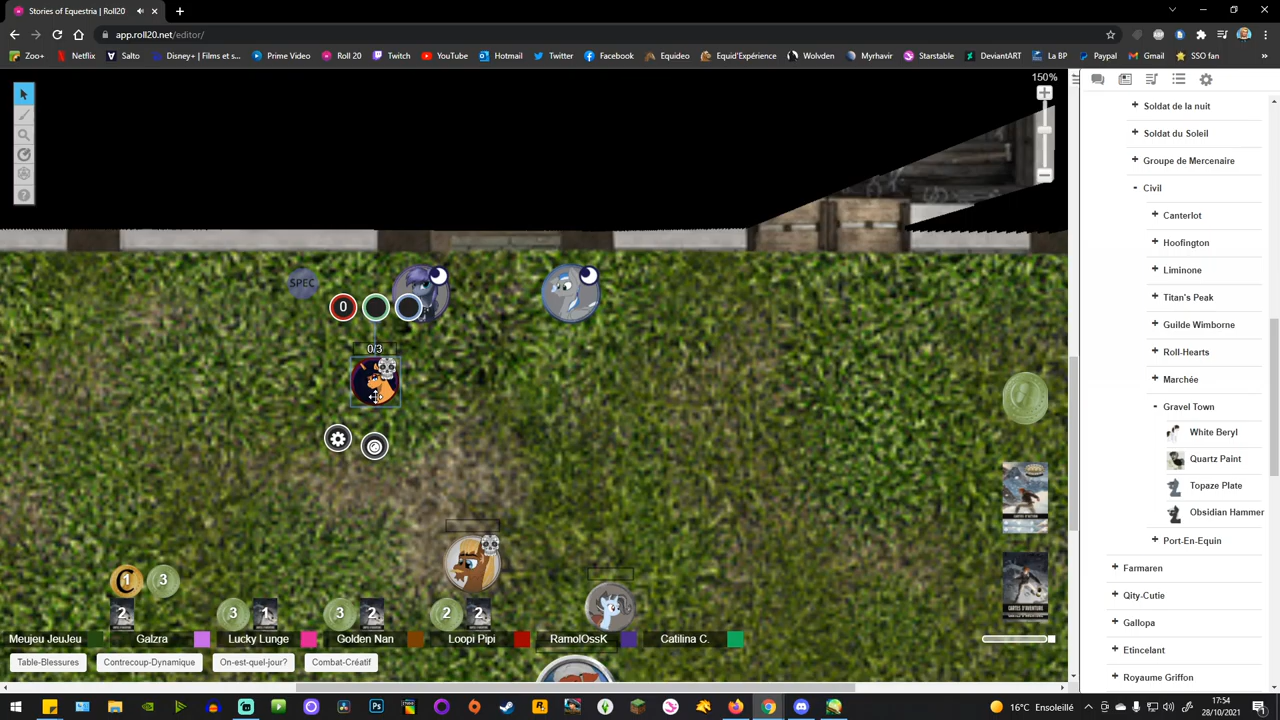 Stories of Equestria | Roll20
app.roll20.net/editor/
Zoo+
Netflix
Salto
Disney+ | Films et s...
Prime Video
Roll 20
Twitch
YouTube
Hotmail
Twitter
Facebook
Equideo
Equid'Expérience
Wolvden
Myrhavir
Starstable
DeviantART
La BP
Paypal
Gmail
SSO fan
150%
Soldat de la nuit
Soldat du Soleil
Groupe de Mercenaire
Civil
Canterlot
Hoofington
Liminone
Titan's Peak
Guilde Wimborne
Roll-Hearts
Marchée
Gravel Town
White Beryl
Quartz Paint
Topaze Plate
Obsidian Hammer
Port-En-Equin
Farmaren
Qity-Cutie
Gallopa
Etincelant
Royaume Griffon
SPEC
0
0/3
CARTES D'ACTION
CARTES D'AVENTURE
C 1
3
2
3
1
3
2
2
2
Meujeu JeuJeu
Galzra
Lucky Lunge
Golden Nan
Loopi Pipi
RamolOssK
Catilina C.
Table-Blessures
Contrecoup-Dynamique
On-est-quel-jour?
Combat-Créatif
16°C Ensoleillé
17:54
28/10/2021